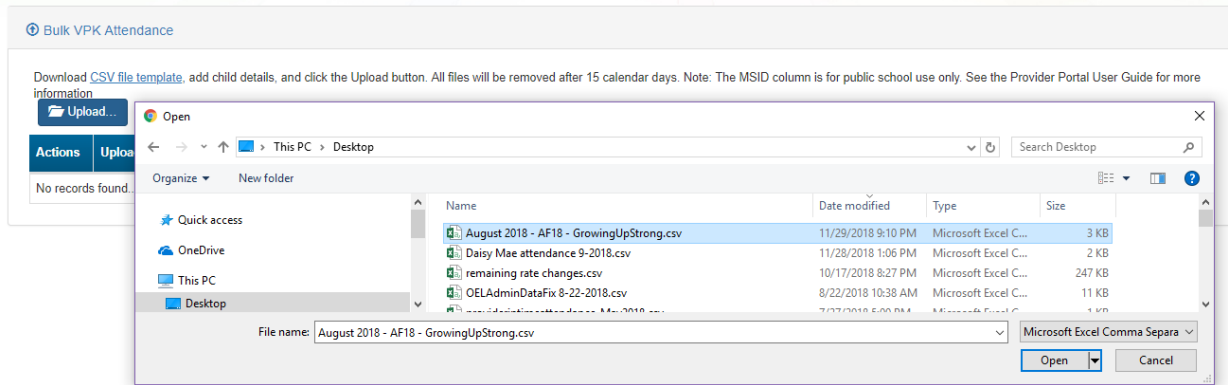 Bulk VPK Attendance
Download CSV file template, add child details, and click the Upload button. All files will be removed after 15 calendar days. Note: The MSID column is for public school use only. See the Provider Portal User Guide for more
information
Upload...
Open
This PC > Desktop
Search Desktop
Actions Uploa
Organize
New folder
No records found.
Name Date modified Type Size
Quick access
August 2018 - AF18 - GrowingUpStrong.csv 11/29/2018 9:10 PM Microsoft Excel C... 3 KB
OneDrive
Daisy Mae attendance 9-2018.csv 11/28/2018 1:06 PM Microsoft Excel C... 2 KB
This PC
remaining rate changes.csv 10/17/2018 8:27 PM Microsoft Excel C... 247 KB
Desktop
OELAdminDataFix 8-22-2018.csv 8/22/2018 10:38 AM Microsoft Excel C... 11 KB
File name: August 2018 - AF18 - GrowingUpStrong.csv Microsoft Excel Comma Separa
Open Cancel